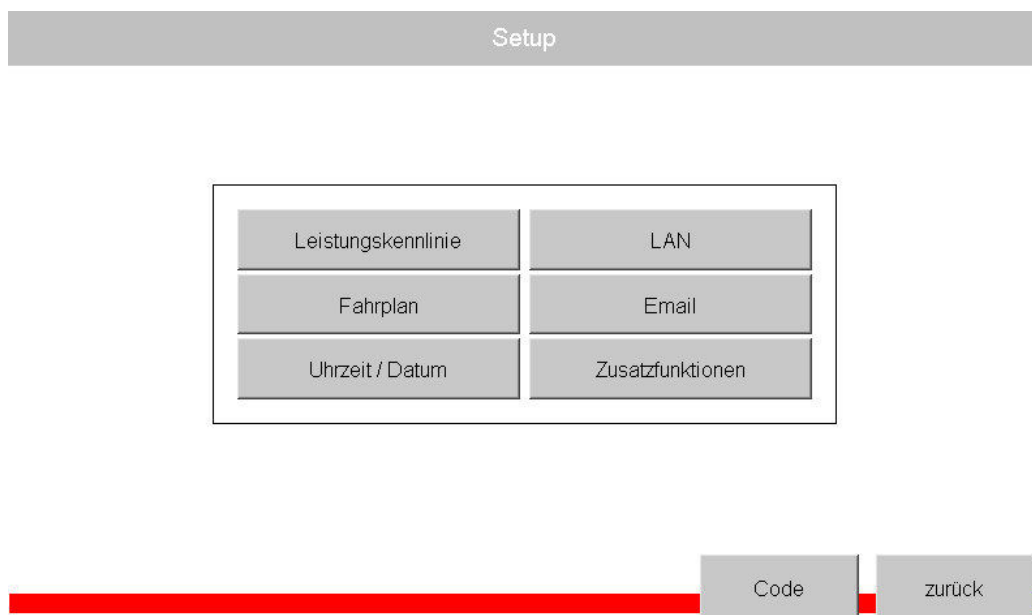 Setup
Leistungskennlinie
LAN
Fahrplan
Email
Uhrzeit / Datum
Zusatzfunktionen
Code
zurück